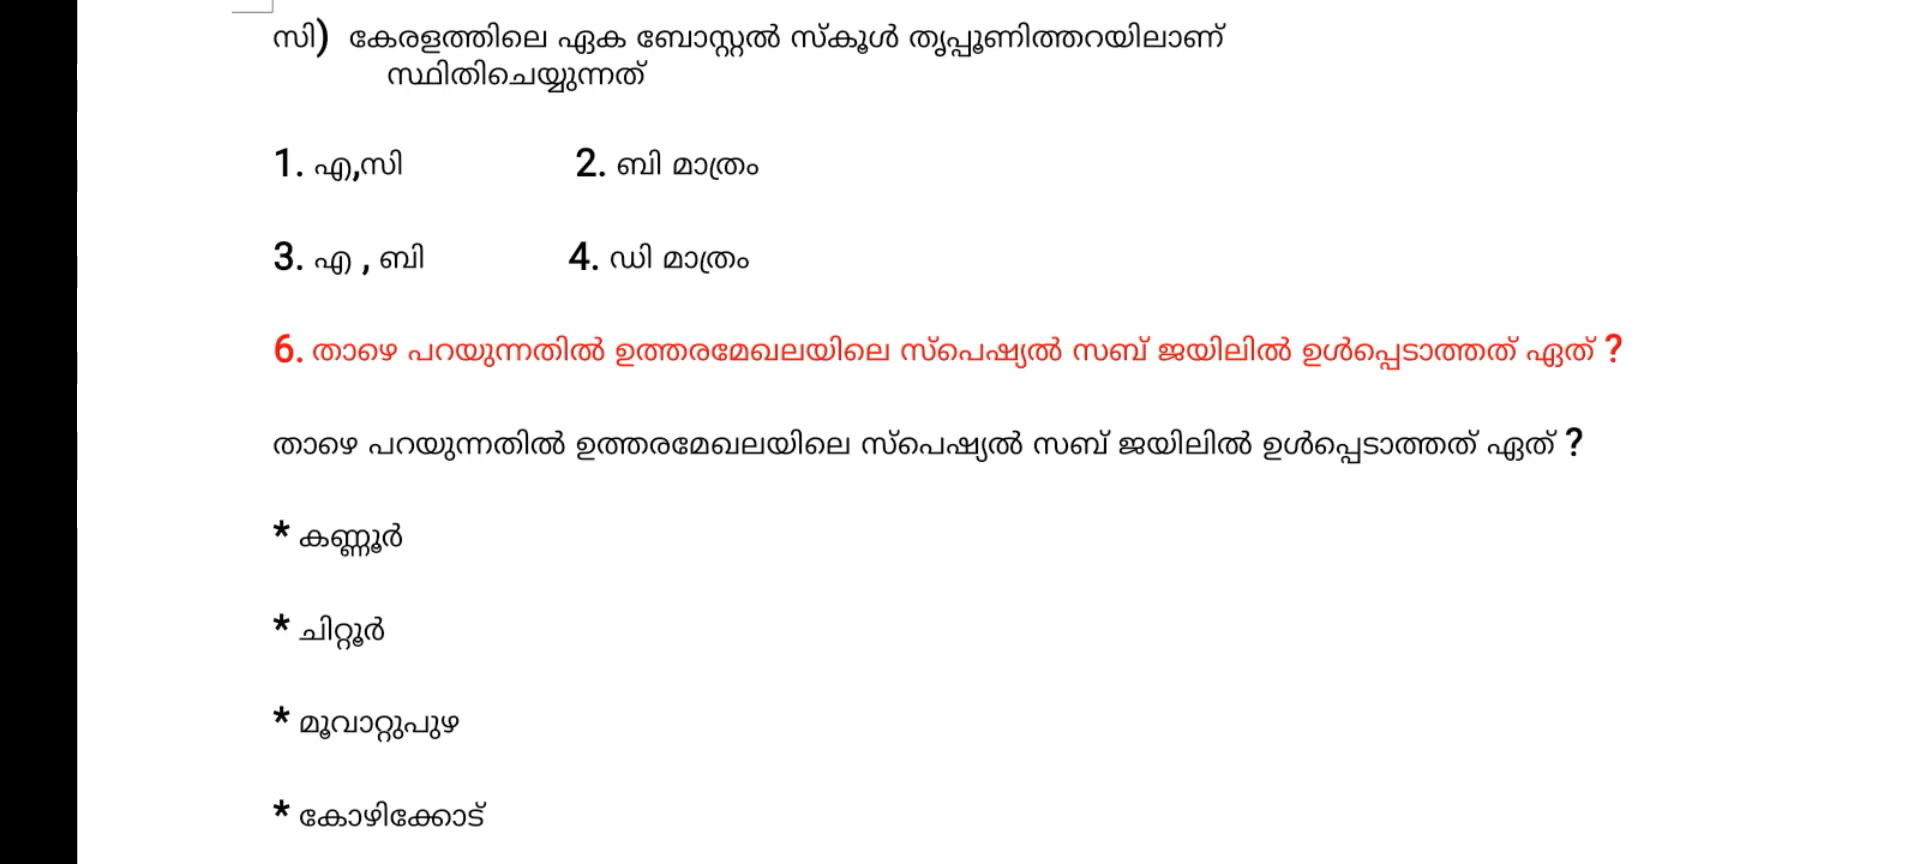 സി) കേരളത്തിലെ ഏക ബോസ്റ്റൽ സ്കൂൾ തൃപ്പൂണിത്തറയിലാണ്
സ്ഥിതിചെയ്യുന്നത്
1. എ,സി 2. ബി മാത്രം
3. എ , ബി 4. ഡി മാത്രം
6. താഴെ പറയുന്നതിൽ ഉത്തരമേഖലയിലെ സ്പെഷ്യൽ സബ് ജയിലിൽ ഉൾപ്പെടാത്തത് ഏത് ?
താഴെ പറയുന്നതിൽ ഉത്തരമേഖലയിലെ സ്പെഷ്യൽ സബ് ജയിലിൽ ഉൾപ്പെടാത്തത് ഏത് ?
* കണ്ണൂർ
* ചിറ്റൂർ
* മൂവാറ്റുപുഴ
* കോഴിക്കോട്